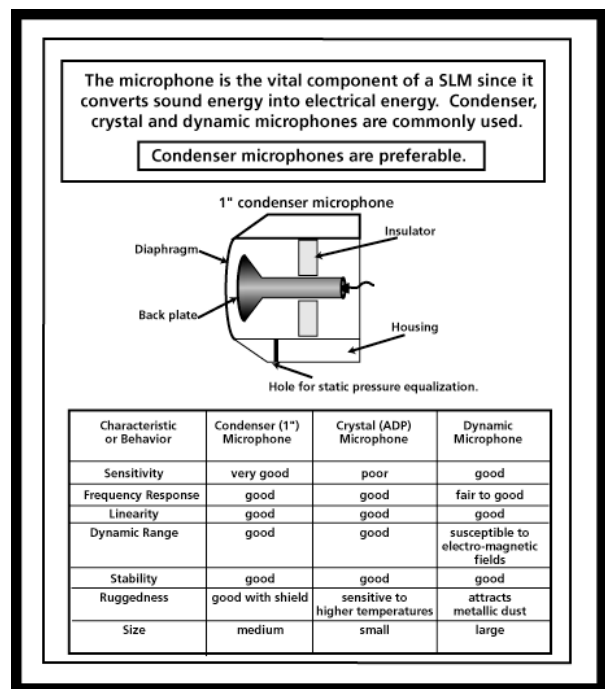 The microphone is the vital component of a SLM since it
converts sound energy into electrical energy. Condenser,
crystal and dynamic microphones are commonly used.
Condenser microphones are preferable.
1" condenser microphone
Insulator
Diaphragm
Back plate
Housing
Hole for static pressure equalization.
Characteristic or Behavior | Condenser (1") Microphone | Crystal (ADP) Microphone | Dynamic Microphone
Sensitivity | very good | poor | good
Frequency Response | good | good | fair to good
Linearity | good | good | good
Dynamic Range | good | good | susceptible to electro-magnetic fields
Stability | good | good | good
Ruggedness | good with shield | sensitive to higher temperatures | attracts metallic dust
Size | medium | small | large